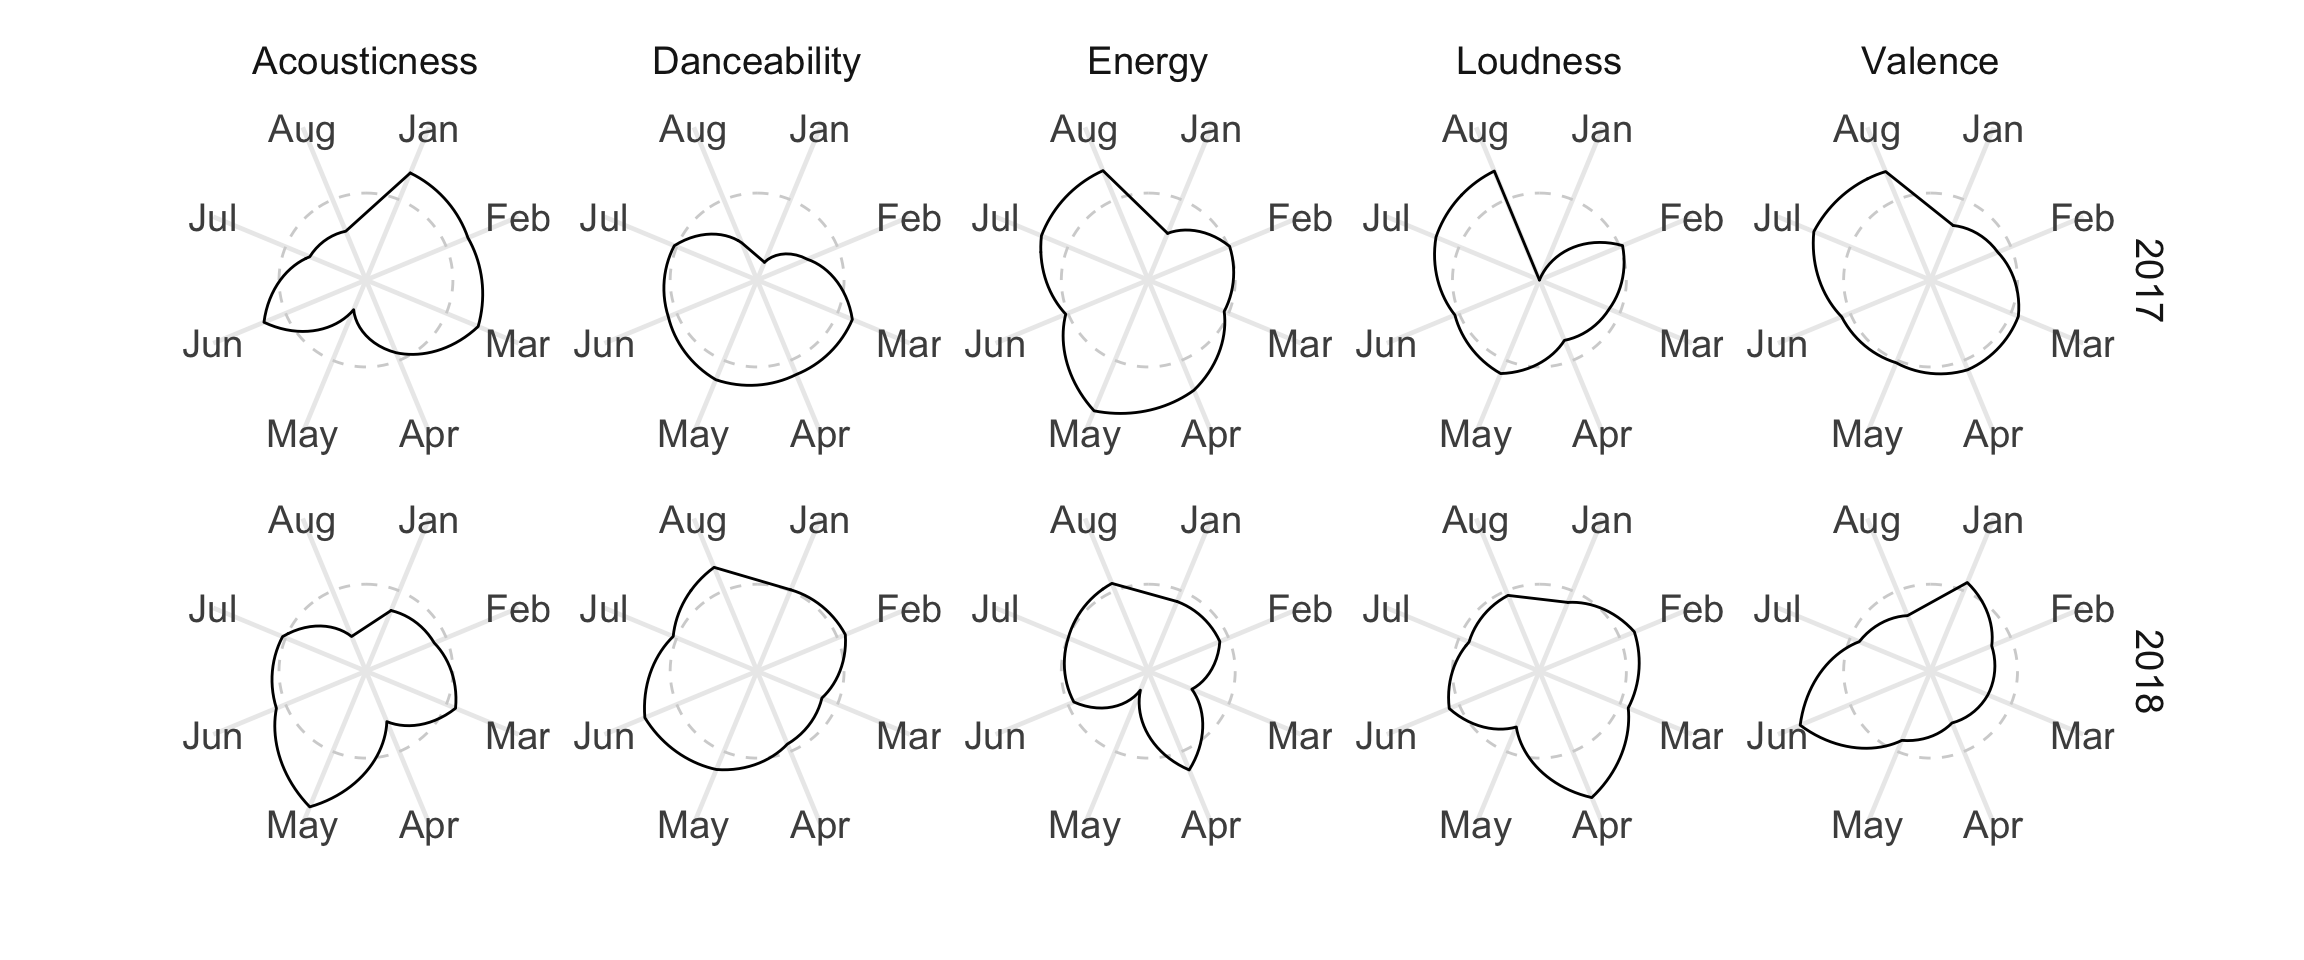 Acousticness Danceability Energy Loudness Valence
Aug Jan Aug Jan Aug Jan Aug Jan Aug Jan
Jul Feb Jul Feb Jul Feb Jul Feb Jul Feb
2017
Jun Mar Jun Mar Jun Mar Jun Mar Jun Mar
May Apr May Apr May Apr May Apr May Apr
Aug Jan Aug Jan Aug Jan Aug Jan Aug Jan
Jul Feb Jul Feb Jul Feb Jul Feb Jul Feb
2018
Jun Mar Jun Mar Jun Mar Jun Mar Jun Mar
May Apr May Apr May Apr May Apr May Apr